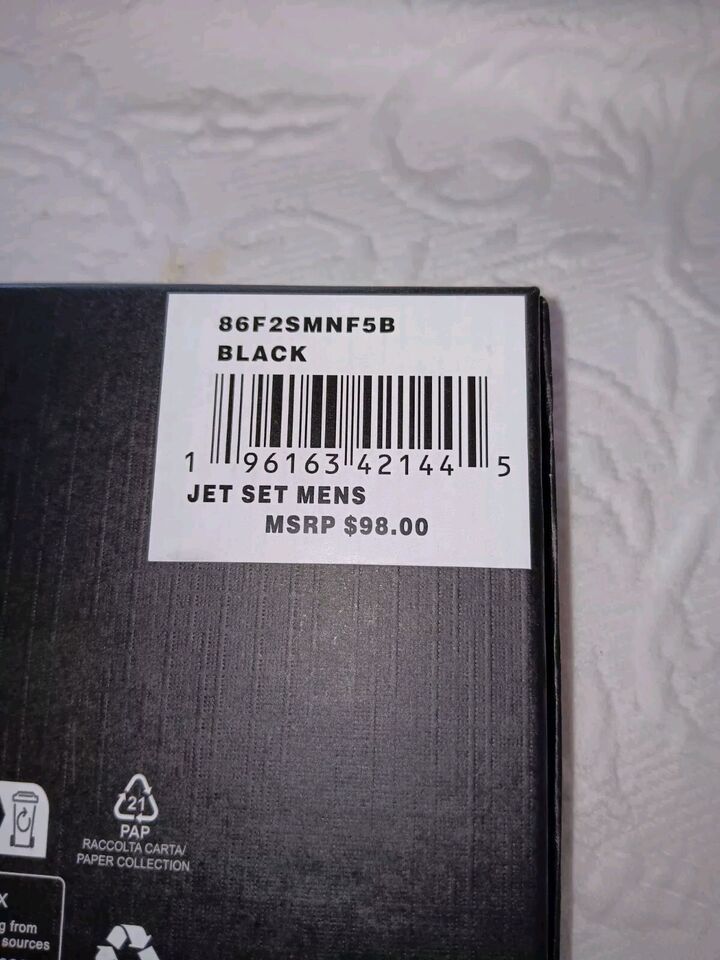 86F2SMNF5B
BLACK
1 96163 42144 5
JET SET MENS
MSRP $98.00
21
PAP
RACCOLTA CARTA/
PAPER COLLECTION
X
g from
sources